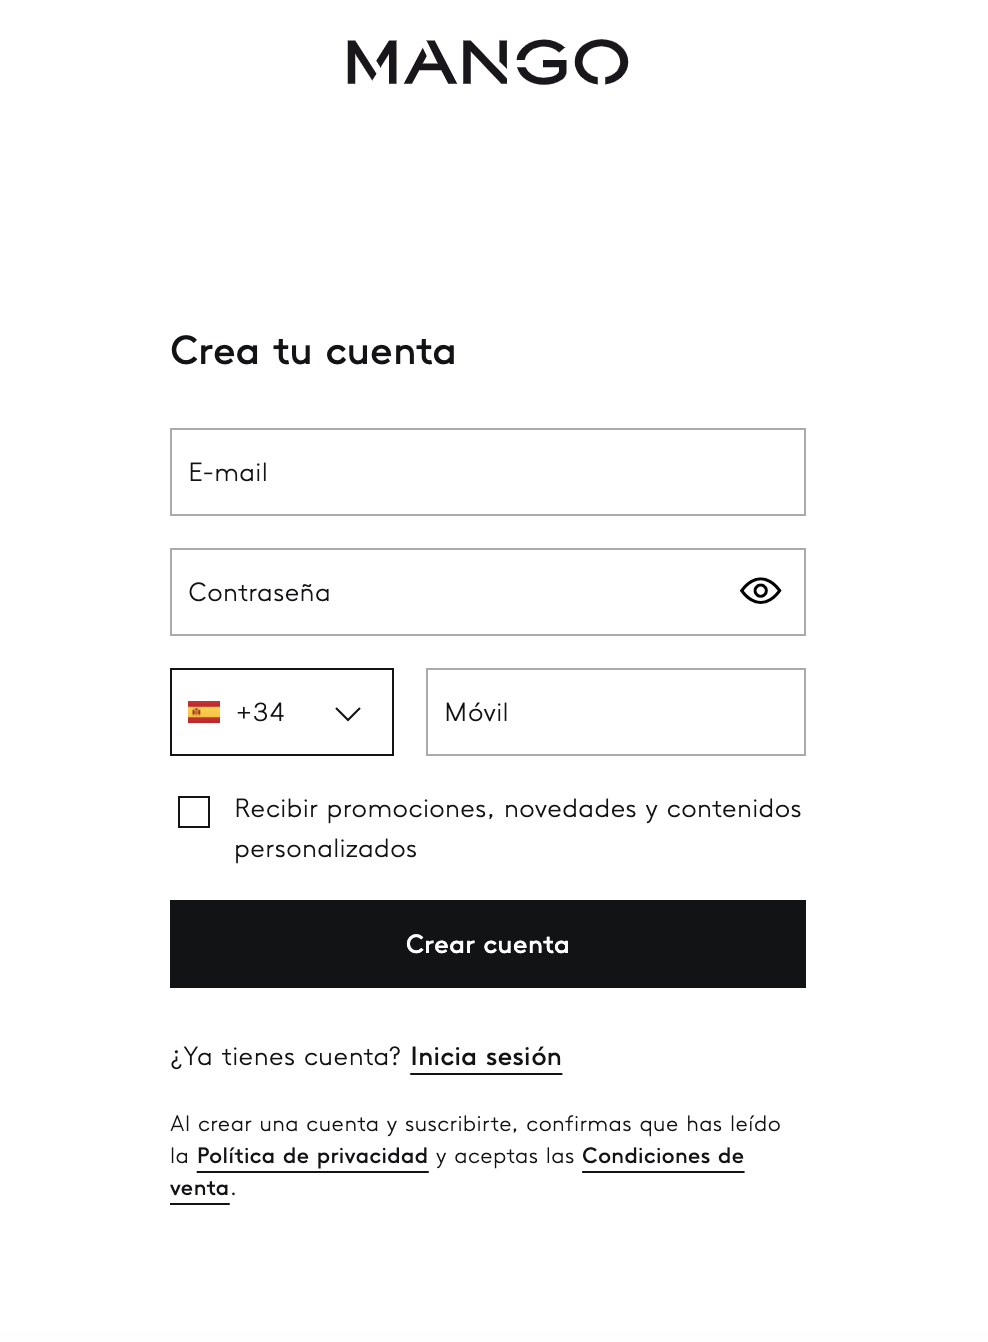 MANGO
Crea tu cuenta
E-mail
Contraseña
+34
Móvil
Recibir promociones, novedades y contenidos
personalizados
Crear cuenta
¿Ya tienes cuenta? Inicia sesión
Al crear una cuenta y suscribirte, confirmas que has leído
la Política de privacidad y aceptas las Condiciones de
venta.